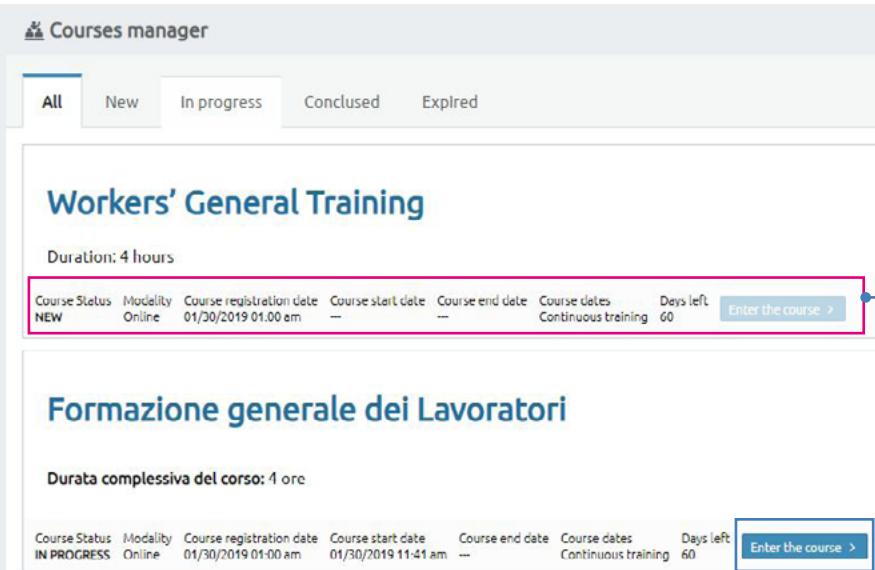 Courses manager
All New In progress Conclused Expired
Workers' General Training
Duration: 4 hours
Course Status Modality Course registration date Course start date Course end date Course dates Days left
NEW Online 01/30/2019 01.00 am --- --- Continuous training 60 Enter the course >
Formazione generale dei Lavoratori
Durata complessiva del corso: 4 ore
Course Status Modality Course registration date Course start date Course end date Course dates Days left
IN PROGRESS Online 01/30/2019 01:00 am 01/30/2019 11:41 am --- Continuous training 60 Enter the course >